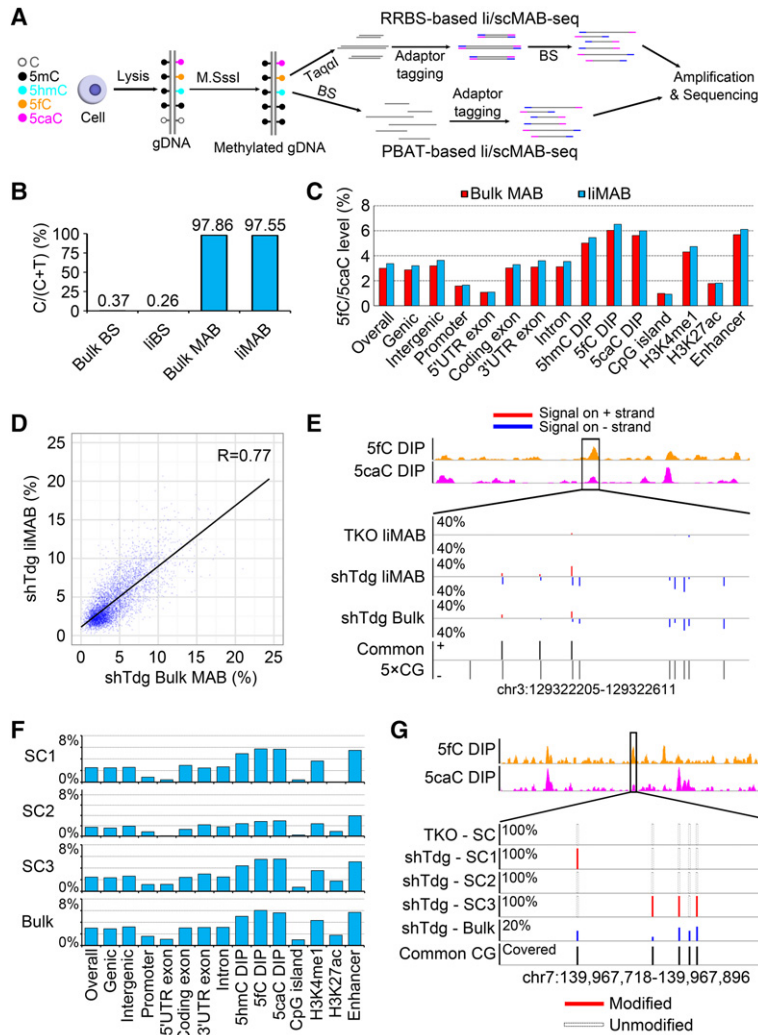 A
RRBS-based li/scMAB-seq
C
5mC
5hmC
5fC
5caC
Cell
Lysis
gDNA
M.SssI
Methylated gDNA
TaqαI
BS
Adaptor
tagging
BS
Adaptor
tagging
Amplification
& Sequencing
PBAT-based li/scMAB-seq
B
C/(C+T) (%)
100
75
50
25
0
0.37
0.26
97.86
97.55
Bulk BS
liBS
Bulk MAB
liMAB
C
Bulk MAB
liMAB
5fC/5caC level (%)
8
6
4
2
0
Overall
Genic
Intergenic
Promoter
5'UTR exon
Coding exon
3'UTR exon
Intron
5hmC DIP
5fC DIP
5caC DIP
CpG island
H3K4me1
H3K27ac
Enhancer
D
R=0.77
shTdg liMAB
(%)
25
20
15
10
5
0
0
5
10
15
20
25
shTdg Bulk MAB (%)
E
Signal on + strand
Signal on - strand
5fC DIP
5caC DIP
TKO liMAB
40%
40%
shTdg liMAB
40%
40%
shTdg Bulk
40%
40%
Common
5×CG
+
-
chr3:129322205-129322611
F
SC1
8%
0%
SC2
8%
0%
SC3
8%
0%
Bulk
8%
0%
Overall
Genic
Intergenic
Promoter
5'UTR exon
Coding exon
3'UTR exon
Intron
5hmC DIP
5fC DIP
5caC DIP
CpG island
H3K4me1
H3K27ac
Enhancer
G
5fC DIP
5caC DIP
TKO - SC
100%
shTdg - SC1
100%
shTdg - SC2
100%
shTdg - SC3
100%
shTdg - Bulk
20%
Common CG
Covered
chr7:139,967,718-139,967,896
Modified
Unmodified